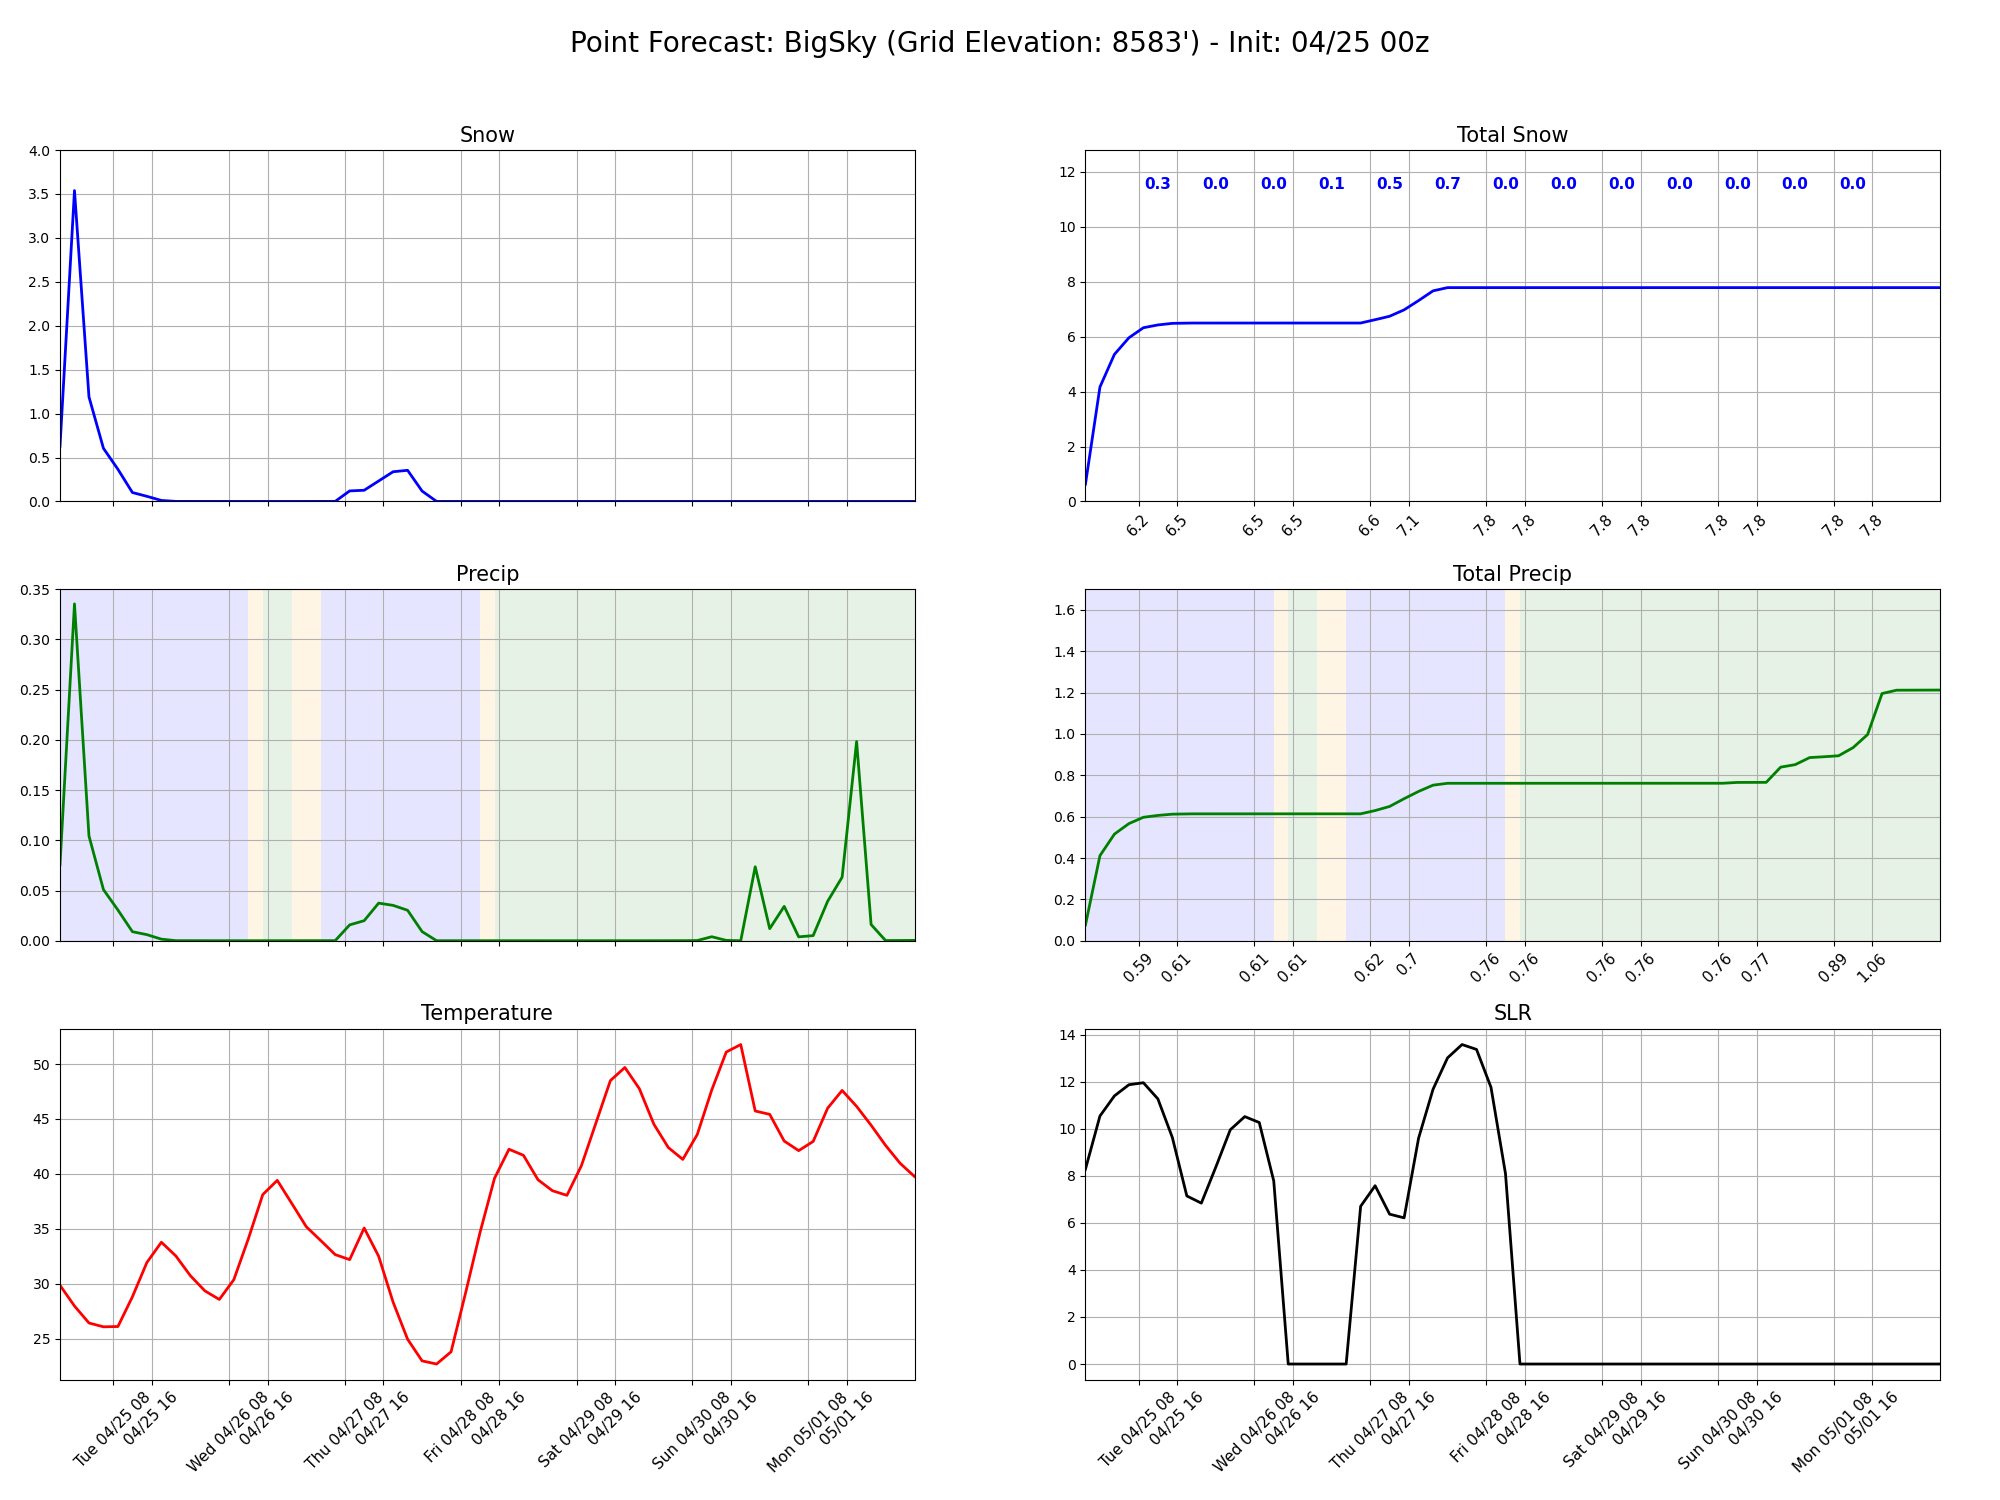 Point Forecast: BigSky (Grid Elevation: 8583') - Init: 04/25 00z
Snow
4.0
3.5
3.0
2.5
2.0
1.5
1.0
0.5
0.0
Total Snow
12
10
8
6
4
2
0
0.3 0.0 0.0 0.1 0.5 0.7 0.0 0.0 0.0 0.0 0.0 0.0 0.0
6.2 6.5 6.5 6.5 6.6 7.1 7.8 7.8 7.8 7.8 7.8 7.8 7.8 7.8
Precip
0.35
0.30
0.25
0.20
0.15
0.10
0.05
0.00
Total Precip
1.6
1.4
1.2
1.0
0.8
0.6
0.4
0.2
0.0
0.59 0.61 0.61 0.61 0.62 0.7 0.76 0.76 0.76 0.76 0.76 0.77 0.89 1.06
Temperature
50
45
40
35
30
25
Tue 04/25 08
04/25 16
Wed 04/26 08
04/26 16
Thu 04/27 08
04/27 16
Fri 04/28 08
04/28 16
Sat 04/29 08
04/29 16
Sun 04/30 08
04/30 16
Mon 05/01 08
05/01 16
SLR
14
12
10
8
6
4
2
0
Tue 04/25 08
04/25 16
Wed 04/26 08
04/26 16
Thu 04/27 08
04/27 16
Fri 04/28 08
04/28 16
Sat 04/29 08
04/29 16
Sun 04/30 08
04/30 16
Mon 05/01 08
05/01 16